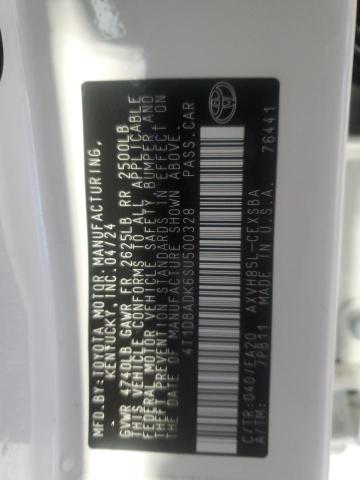 MFD.BY:TOYOTA MOTOR MANUFACTURING,
KENTUCKY INC. 04/24
GVWR 4740LB GAWR FR 2625LB RR 2500LB
THIS VEHICLE CONFORMS TO ALL APPLICABLE
FEDERAL MOTOR VEHICLE SAFETY, BUMPER AND
THEFT PREVENTION STANDARDS IN EFFECT ON
THE DATE OF MANUFACTURE SHOWN ABOVE.
4T1DBADK6SU500328 PASS.CAR
C/TR:040/EA20 AXVH85L-CEXSBA
A/TM: 7PB11 MADE IN U.S.A. 76441